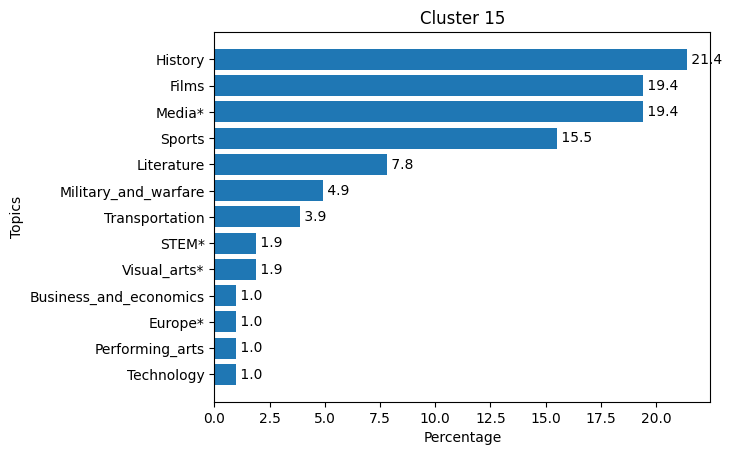 Cluster 15
Topics
History 21.4
Films 19.4
Media* 19.4
Sports 15.5
Literature 7.8
Military_and_warfare 4.9
Transportation 3.9
STEM* 1.9
Visual_arts* 1.9
Business_and_economics 1.0
Europe* 1.0
Performing_arts 1.0
Technology 1.0
0.0 2.5 5.0 7.5 10.0 12.5 15.0 17.5 20.0
Percentage